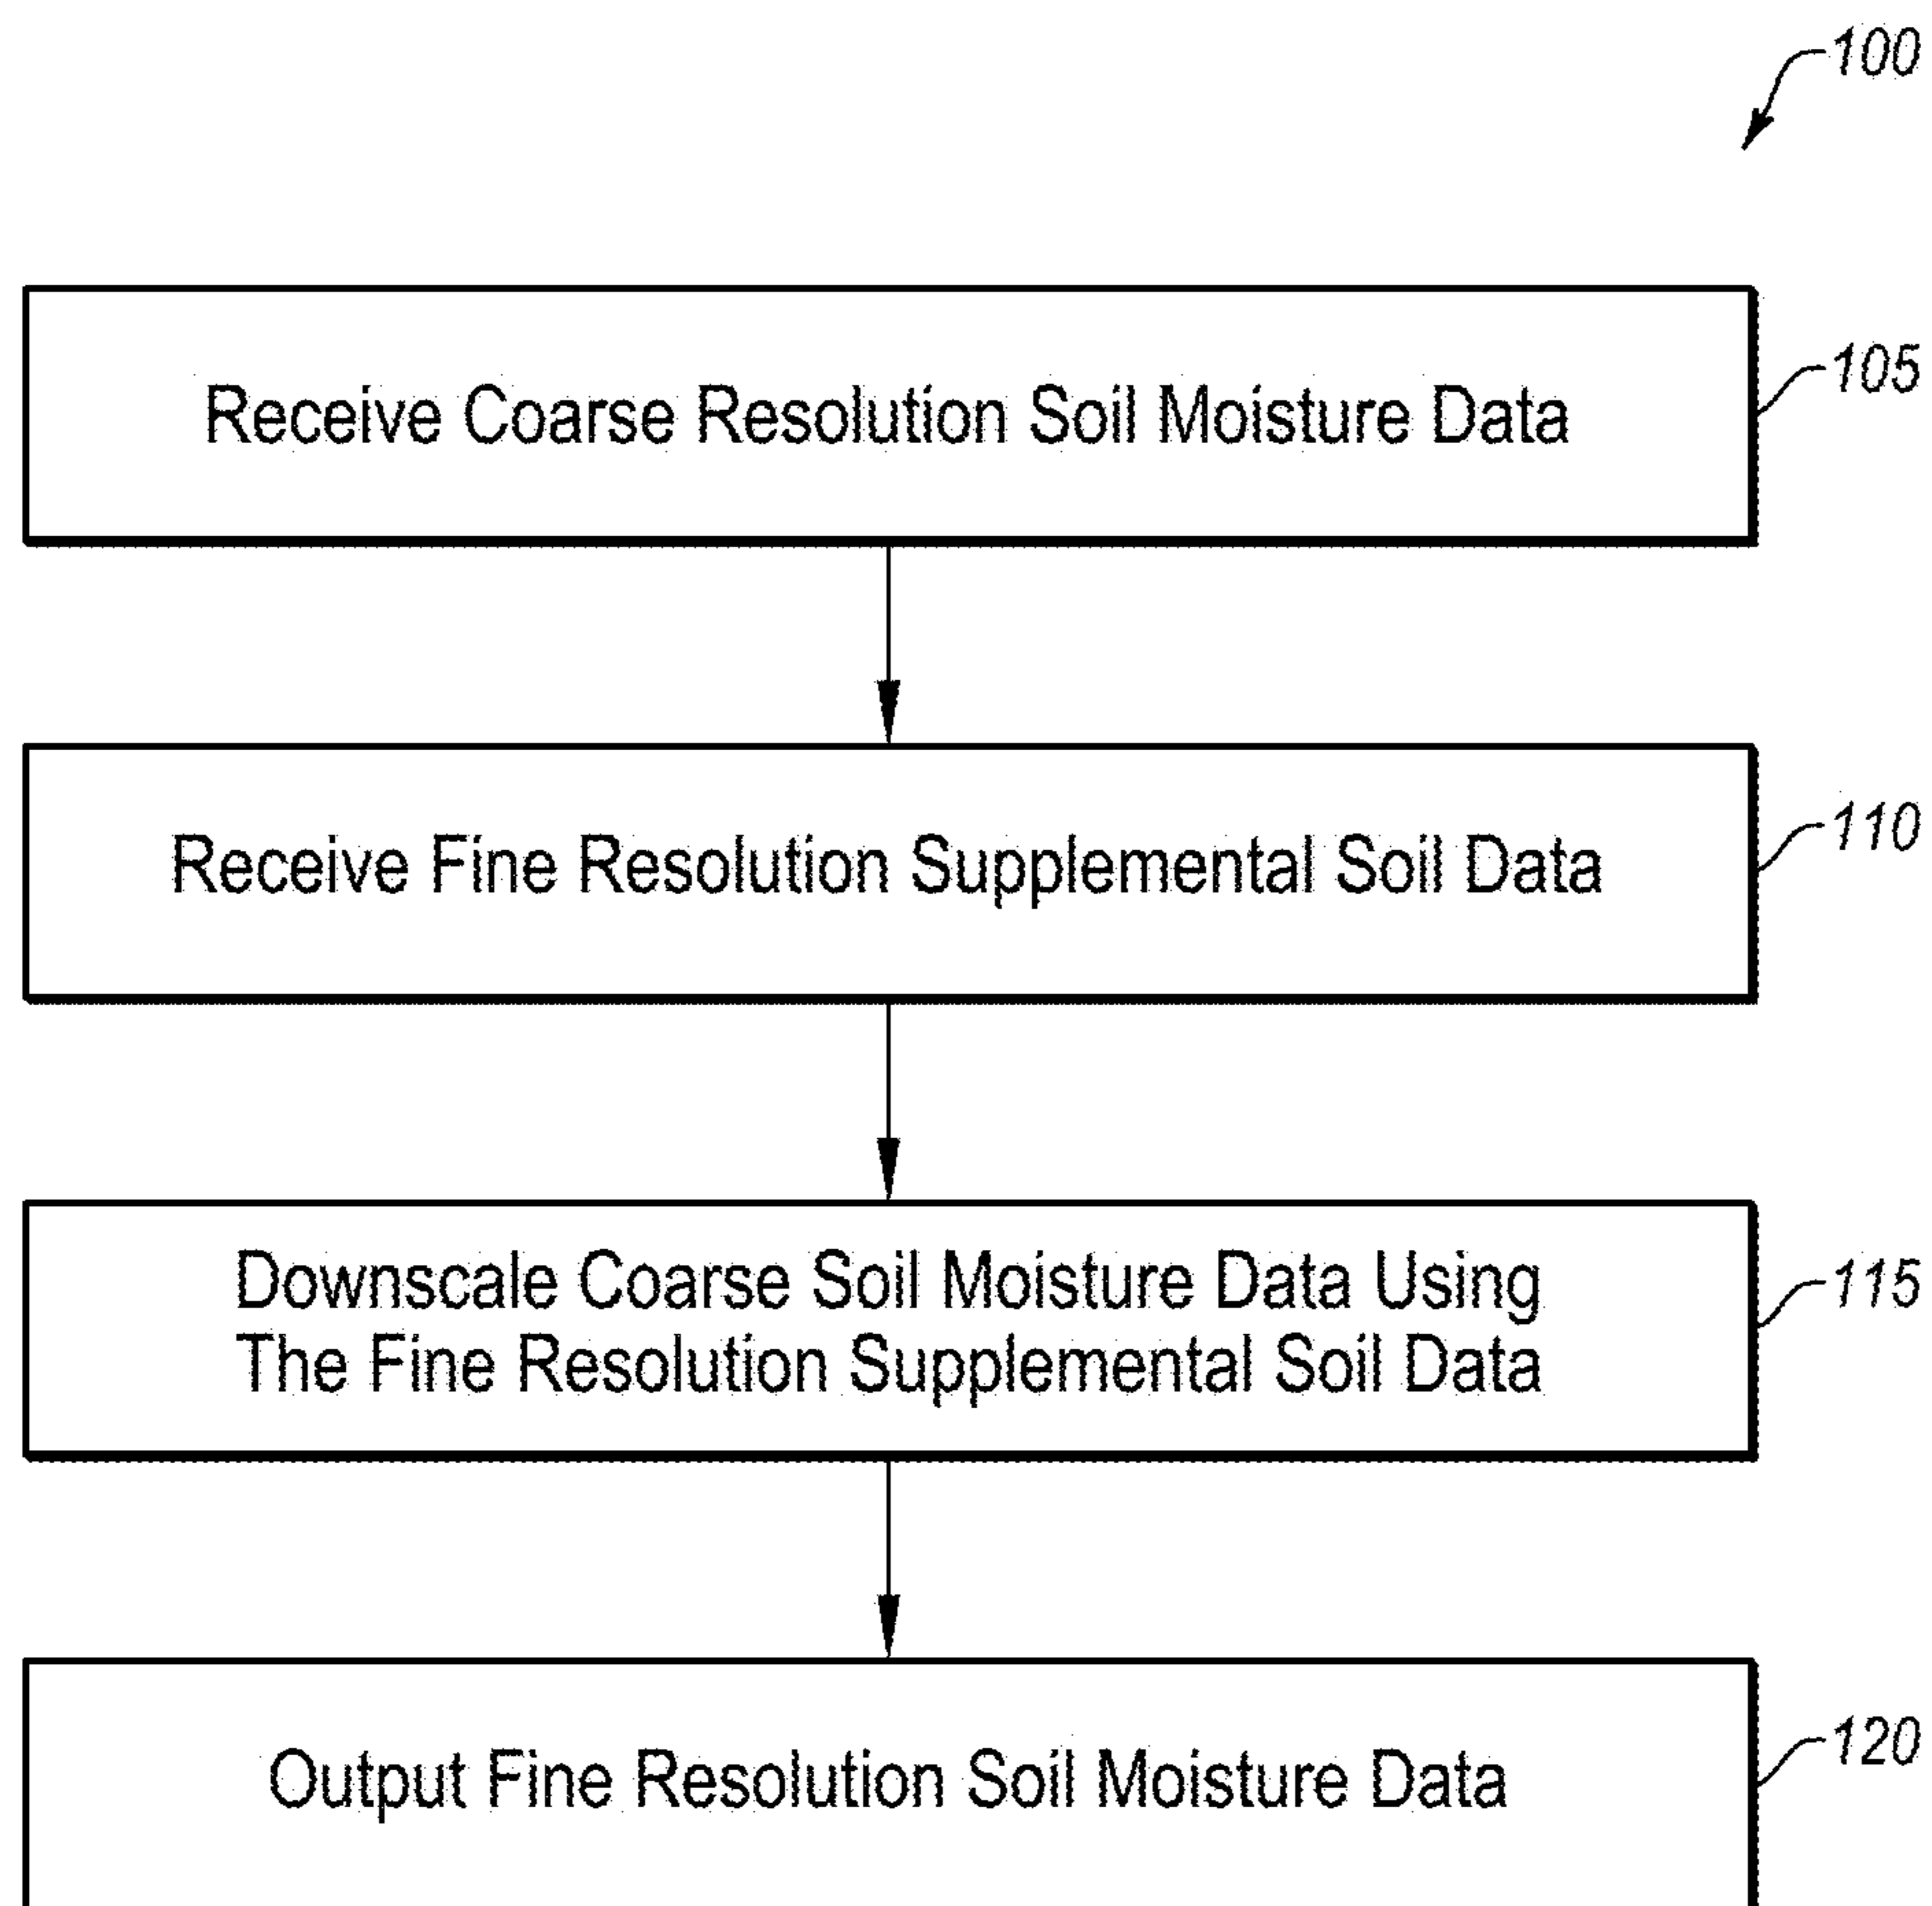 100
Receive Coarse Resolution Soil Moisture Data
105
Receive Fine Resolution Supplemental Soil Data
110
Downscale Coarse Soil Moisture Data Using
The Fine Resolution Supplemental Soil Data
115
Output Fine Resolution Soil Moisture Data
120